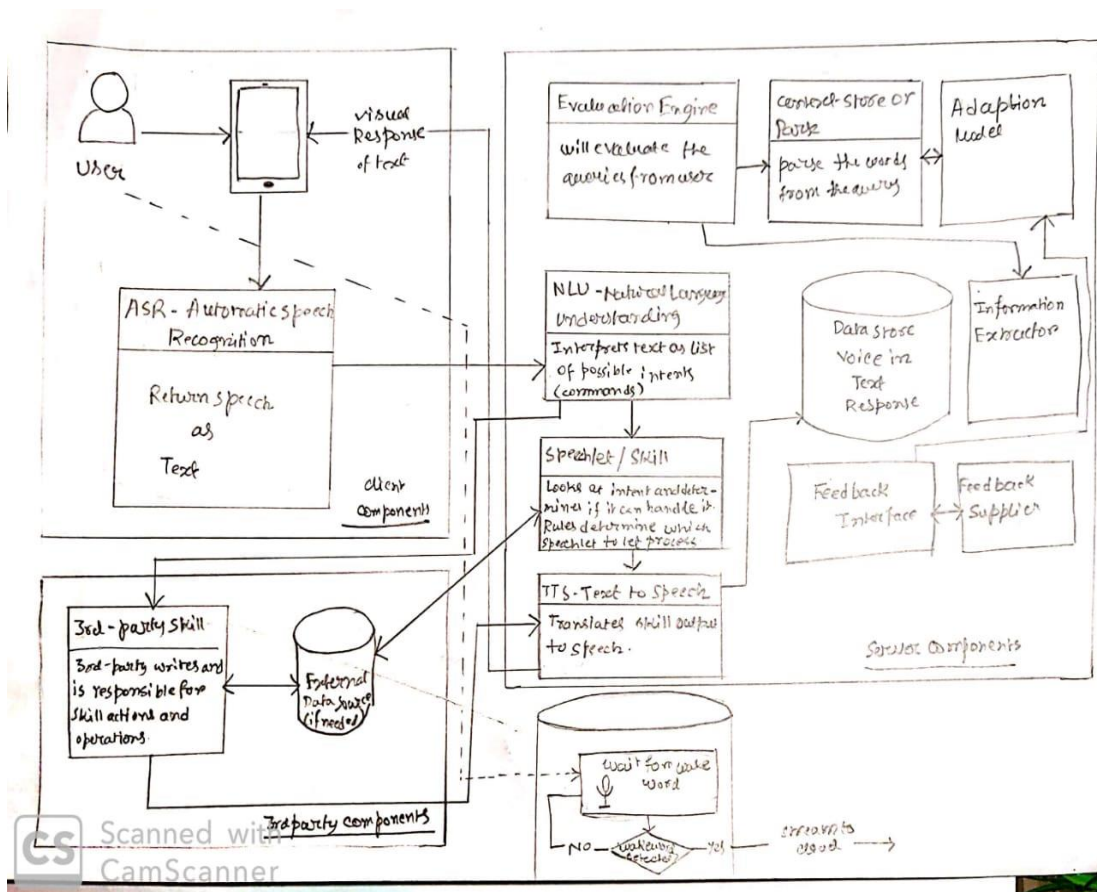 User
visual
Response
of text
ASR - Automatic speech
Recognition
Return speech
as
Text
client
components
Evaluation Engine
will evaluate the
queries from user
Parse
parse the words
from the query
Adaption
Model
NLU - Natural Language
Understanding
Interprets text as list
of possible intents
(commands)
Data store
Voice in
Text
Response
Information
Extractor
Spechlet / Skill
Looks at intent and deter-
mines if it can handle it.
Rules determine which
spechlet to let process.
Feedback
Interface
Feedback
Supplier
TTS - Text to Speech
Translates skill output
to speech.
Server Components
3rd-party skill
3rd-party writes and
is responsible for
skill actions and
operations.
External
Data source
(if needed)
3rd party components
wait for wake
word
NO
wakeword
detected
Yes
stream to
cloud
CS Scanned with
CamScanner